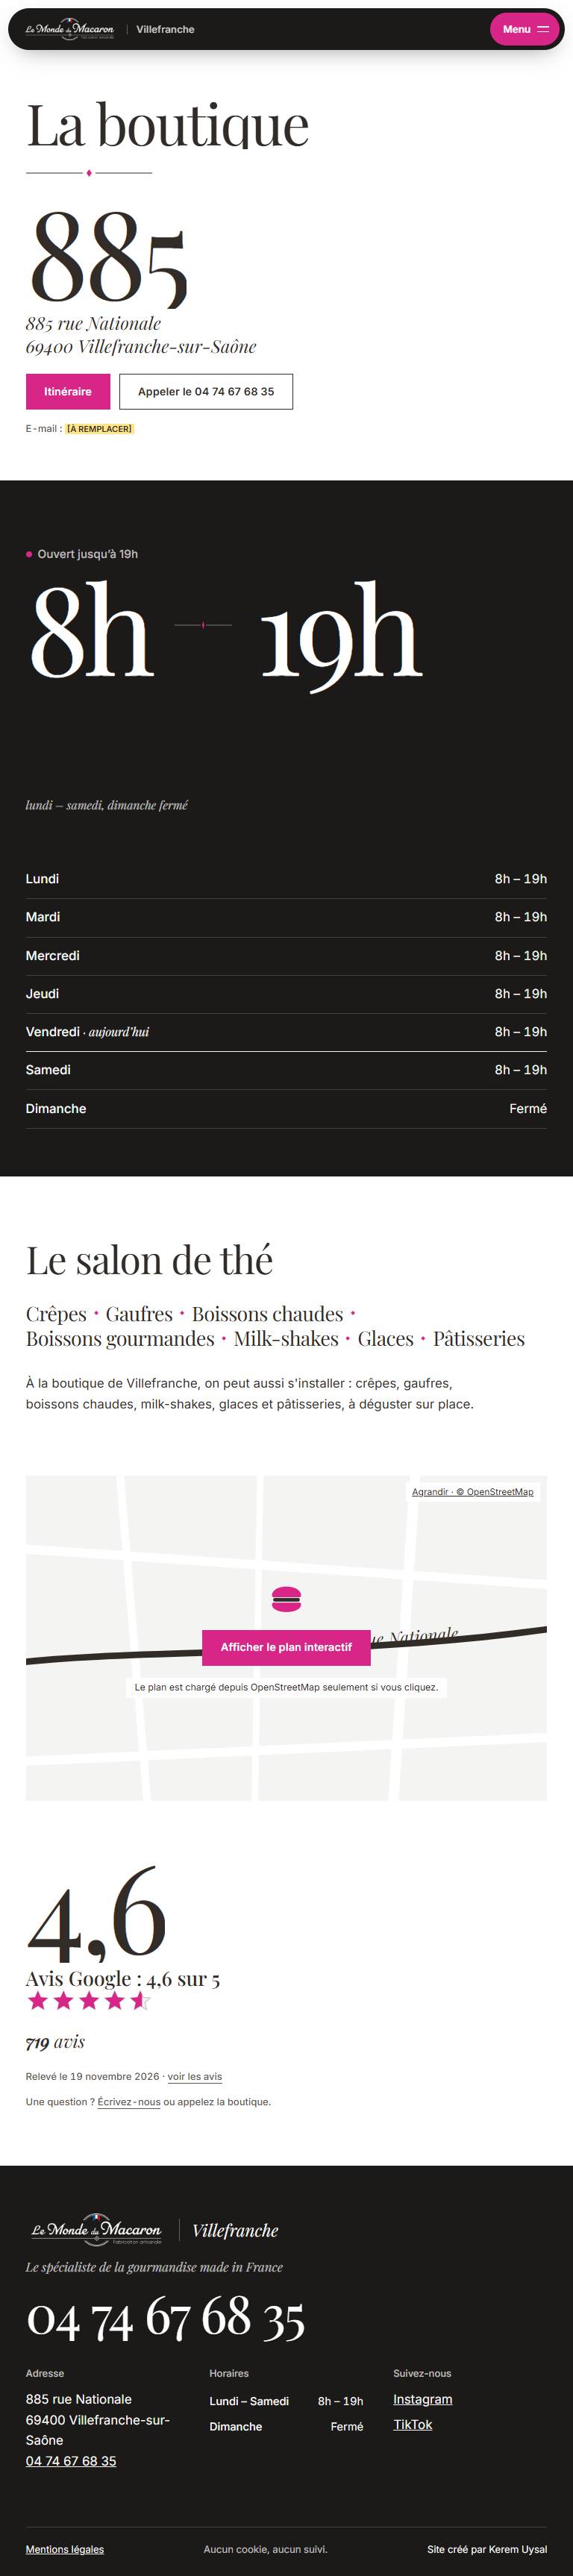 Le Monde du Macaron
Villefranche
Menu
La boutique
885
885 rue Nationale
69400 Villefranche-sur-Saône
Itinéraire
Appeler le 04 74 67 68 35
E-mail : [À REMPLACER]
Ouvert jusqu'à 19h
8h 19h
lundi – samedi, dimanche fermé
Lundi 8h – 19h
Mardi 8h – 19h
Mercredi 8h – 19h
Jeudi 8h – 19h
Vendredi · aujourd'hui 8h – 19h
Samedi 8h – 19h
Dimanche Fermé
Le salon de thé
Crêpes Gaufres Boissons chaudes
Boissons gourmandes Milk-shakes Glaces Pâtisseries
À la boutique de Villefranche, on peut aussi s'installer : crêpes, gaufres,
boissons chaudes, milk-shakes, glaces et pâtisseries, à déguster sur place.
Agrandir · © OpenStreetMap
Nationale
Afficher le plan interactif
Le plan est chargé depuis OpenStreetMap seulement si vous cliquez.
4,6
Avis Google : 4,6 sur 5
719 avis
Relevé le 19 novembre 2026 · voir les avis
Une question ? Écrivez-nous ou appelez la boutique.
Le Monde du Macaron
Fabrication artisanale
Villefranche
Le spécialiste de la gourmandise made in France
04 74 67 68 35
Adresse
885 rue Nationale
69400 Villefranche-sur-
Saône
04 74 67 68 35
Horaires
Lundi – Samedi 8h – 19h
Dimanche Fermé
Suivez-nous
Instagram
TikTok
Mentions légales
Aucun cookie, aucun suivi.
Site créé par Kerem Uysal